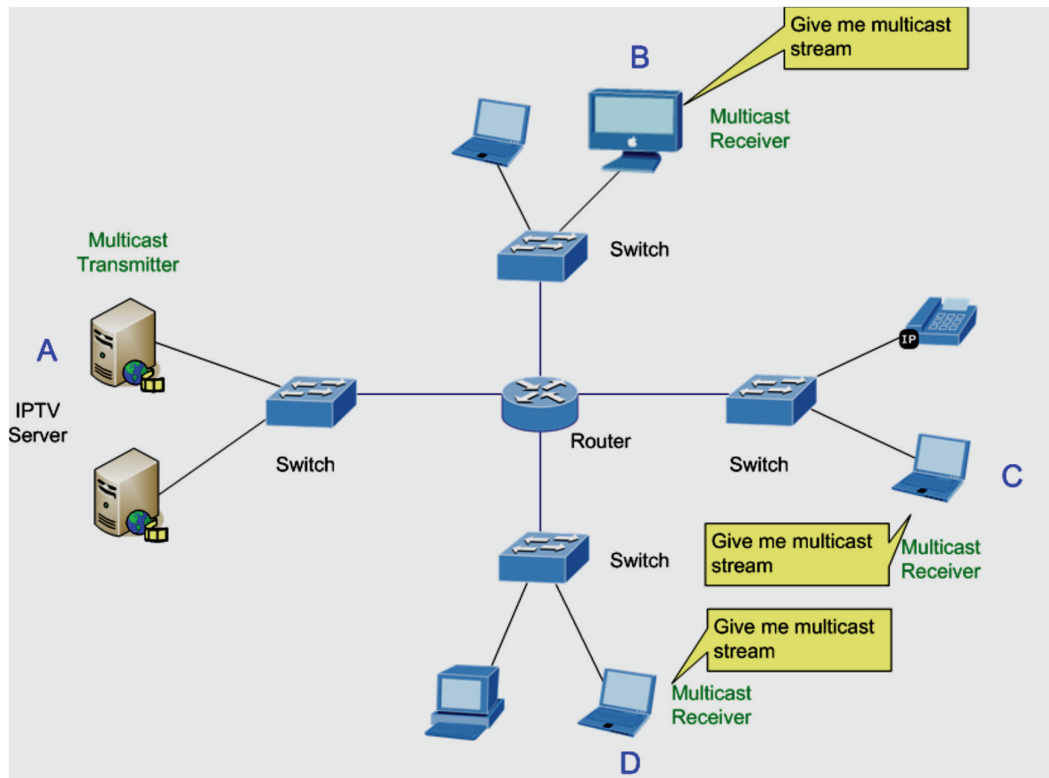 Give me multicast
stream
B
Multicast
Receiver
Multicast
Transmitter
Switch
A
IP
IPTV
Server
Switch
Router
Switch
C
Give me multicast
stream
Multicast
Receiver
Switch
Give me multicast
stream
Multicast
Receiver
D